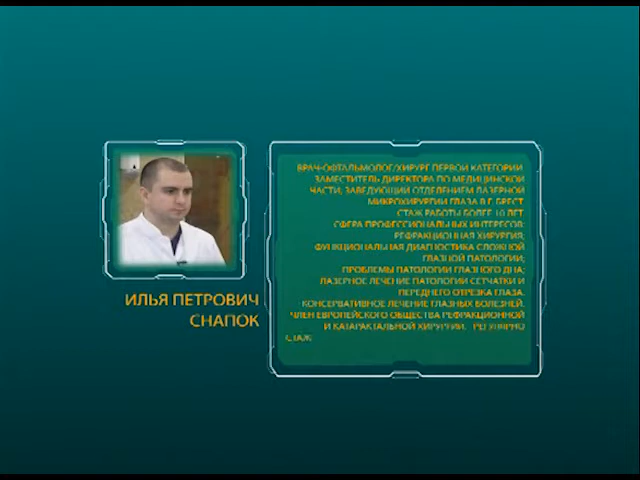 ВРАЧ-ОФТАЛЬМОЛОГ/ХИРУРГ ПЕРВОЙ КАТЕГОРИИ.
ЗАМЕСТИТЕЛЬ ДИРЕКТОРА ПО МЕДИЦИНСКОЙ
ЧАСТИ, ЗАВЕДУЮЩИЙ ОТДЕЛЕНИЕМ ЛАЗЕРНОЙ
МИКРОХИРУРГИИ ГЛАЗА В Г. БРЕСТ
СТАЖ РАБОТЫ БОЛЕЕ 10 ЛЕТ
СФЕРА ПРОФЕССИОНАЛЬНЫХ ИНТЕРЕСОВ:
РЕФРАКЦИОННАЯ ХИРУРГИЯ;
ФУНКЦИОНАЛЬНАЯ ДИАГНОСТИКА СЛОЖНОЙ
ГЛАЗНОЙ ПАТОЛОГИИ;
ПРОБЛЕМЫ ПАТОЛОГИИ ГЛАЗНОГО ДНА;
ЛАЗЕРНОЕ ЛЕЧЕНИЕ ПАТОЛОГИИ СЕТЧАТКИ И
ПЕРЕДНЕГО ОТРЕЗКА ГЛАЗА.
КОНСЕРВАТИВНОЕ ЛЕЧЕНИЕ ГЛАЗНЫХ БОЛЕЗНЕЙ.
ЧЛЕН ЕВРОПЕЙСКОГО ОБЩЕСТВА РЕФРАКЦИОННОЙ
И КАТАРАКТАЛЬНОЙ ХИРУРГИИ. РЕГУЛЯРНО
СТАЖ
ИЛЬЯ ПЕТРОВИЧ
СНАПОК